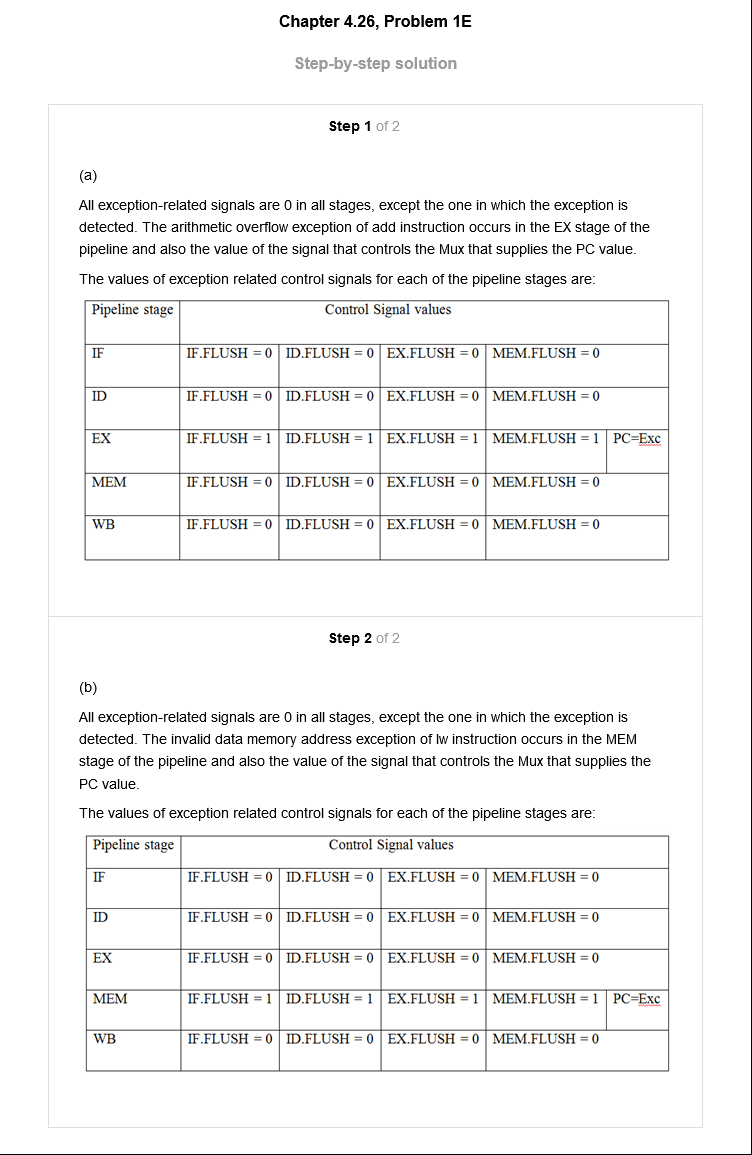 Chapter 4.26, Problem 1E
Step-by-step solution
Step 1 of 2
(a)
All exception-related signals are 0 in all stages, except the one in which the exception is
detected. The arithmetic overflow exception of add instruction occurs in the EX stage of the
pipeline and also the value of the signal that controls the Mux that supplies the PC value.
The values of exception related control signals for each of the pipeline stages are:
Pipeline stage Control Signal values
IF IF.FLUSH = 0 ID.FLUSH = 0 EX.FLUSH = 0 MEM.FLUSH = 0
ID IF.FLUSH = 0 ID.FLUSH = 0 EX.FLUSH = 0 MEM.FLUSH = 0
EX IF.FLUSH = 1 ID.FLUSH = 1 EX.FLUSH = 1 MEM.FLUSH = 1 PC=Exc
MEM IF.FLUSH = 0 ID.FLUSH = 0 EX.FLUSH = 0 MEM.FLUSH = 0
WB IF.FLUSH = 0 ID.FLUSH = 0 EX.FLUSH = 0 MEM.FLUSH = 0
Step 2 of 2
(b)
All exception-related signals are 0 in all stages, except the one in which the exception is
detected. The invalid data memory address exception of lw instruction occurs in the MEM
stage of the pipeline and also the value of the signal that controls the Mux that supplies the
PC value.
The values of exception related control signals for each of the pipeline stages are:
Pipeline stage Control Signal values
IF IF.FLUSH = 0 ID.FLUSH = 0 EX.FLUSH = 0 MEM.FLUSH = 0
ID IF.FLUSH = 0 ID.FLUSH = 0 EX.FLUSH = 0 MEM.FLUSH = 0
EX IF.FLUSH = 0 ID.FLUSH = 0 EX.FLUSH = 0 MEM.FLUSH = 0
MEM IF.FLUSH = 1 ID.FLUSH = 1 EX.FLUSH = 1 MEM.FLUSH = 1 PC=Exc
WB IF.FLUSH = 0 ID.FLUSH = 0 EX.FLUSH = 0 MEM.FLUSH = 0